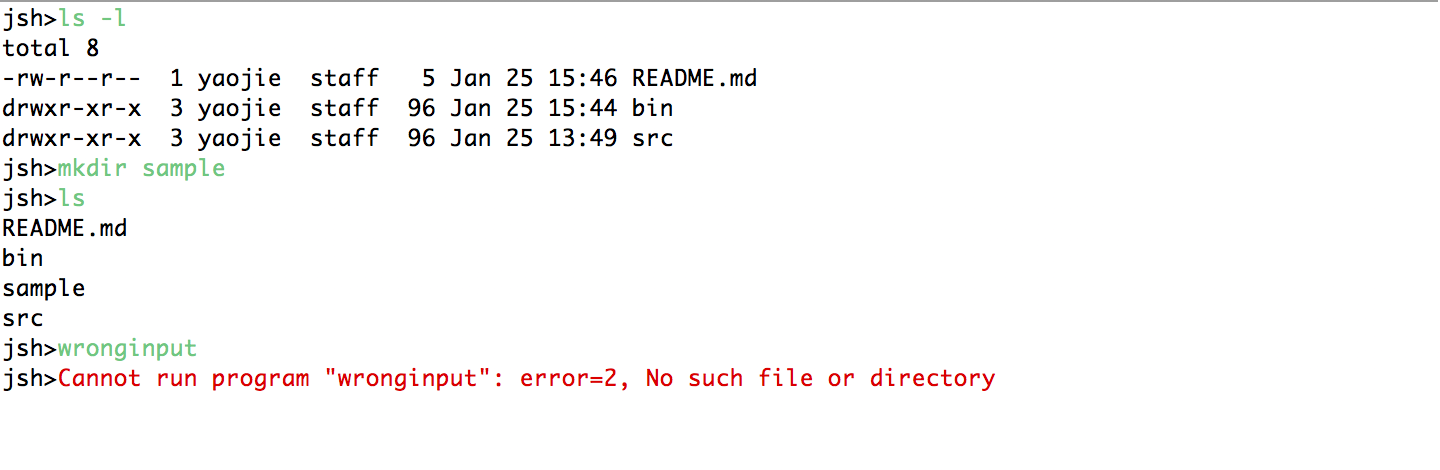 jsh>ls -l
total 8
-rw-r--r--  1 yaojie  staff   5 Jan 25 15:46 README.md
drwxr-xr-x  3 yaojie  staff  96 Jan 25 15:44 bin
drwxr-xr-x  3 yaojie  staff  96 Jan 25 13:49 src
jsh>mkdir sample
jsh>ls
README.md
bin
sample
src
jsh>wronginput
jsh>Cannot run program "wronginput": error=2, No such file or directory